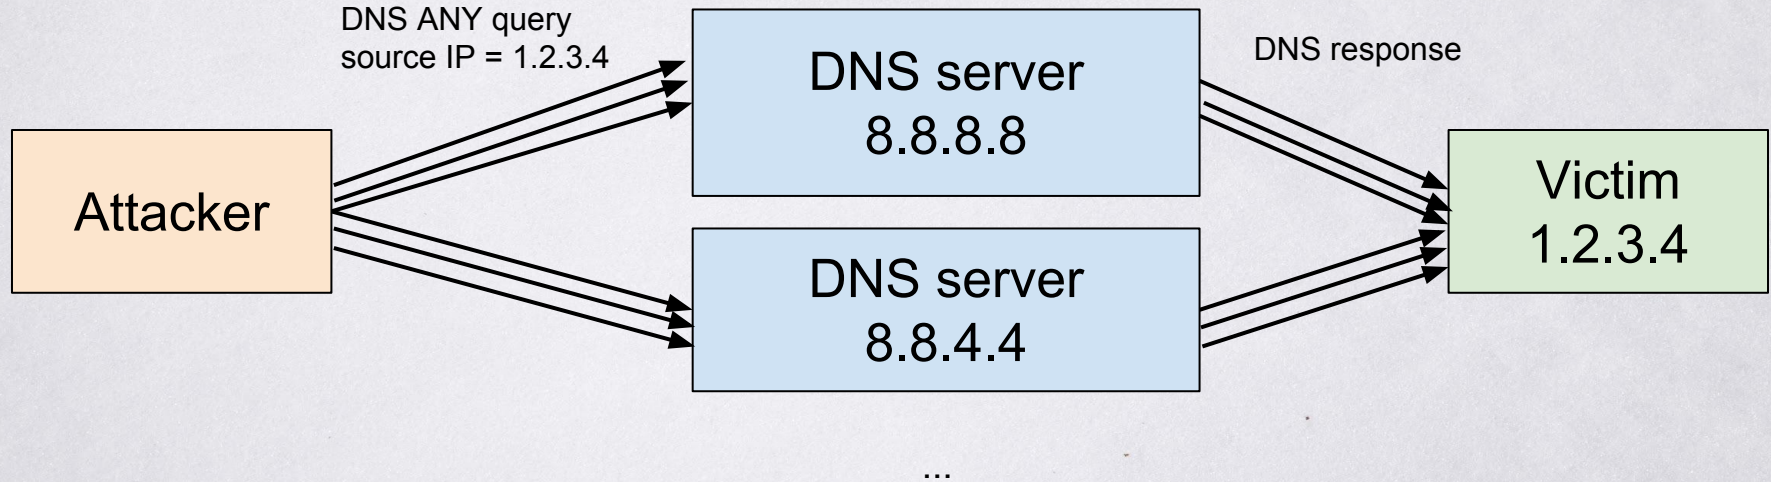 DNS ANY query
source IP = 1.2.3.4
DNS response
Attacker
DNS server
8.8.8.8
DNS server
8.8.4.4
Victim
1.2.3.4
...